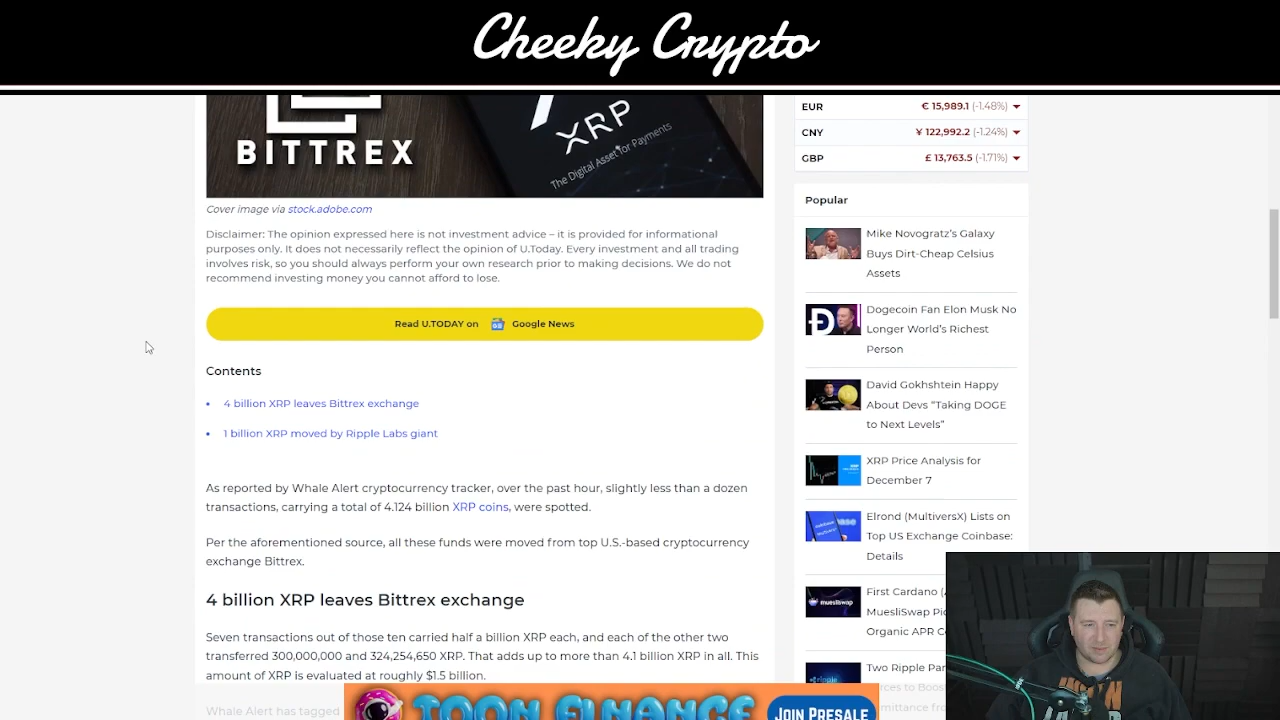 Cheeky Crypto
BITTREX
XRP
The Digital Asset for Payments
Cover image via stock.adobe.com
Disclaimer: The opinion expressed here is not investment advice – it is provided for informational
purposes only. It does not necessarily reflect the opinion of U.Today. Every investment and all trading
involves risk, so you should always perform your own research prior to making decisions. We do not
recommend investing money you cannot afford to lose.
Read U.TODAY on Google News
Contents
• 4 billion XRP leaves Bittrex exchange
• 1 billion XRP moved by Ripple Labs giant
As reported by Whale Alert cryptocurrency tracker, over the past hour, slightly less than a dozen
transactions, carrying a total of 4.124 billion XRP coins, were spotted.
Per the aforementioned source, all these funds were moved from top U.S.-based cryptocurrency
exchange Bittrex.
4 billion XRP leaves Bittrex exchange
Seven transactions out of those ten carried half a billion XRP each, and each of the other two
transferred 300,000,000 and 324,254,650 XRP. That adds up to more than 4.1 billion XRP in all. This
amount of XRP is evaluated at roughly $1.5 billion.
Whale Alert has tagged
EUR € 15,989.1 (-1.48%)
CNY ¥ 122,992.2 (-1.24%)
GBP £ 13,763.5 (-1.71%)
Popular
Mike Novogratz's Galaxy
Buys Dirt-Cheap Celsius
Assets
Dogecoin Fan Elon Musk No
Longer World's Richest
Person
David Gokhshtein Happy
About Devs "Taking DOGE
to Next Levels"
XRP Price Analysis for
December 7
Elrond (MultiversX) Lists on
Top US Exchange Coinbase:
Details
muesliswap
First Cardano (
MuesliSwap
Organic APR
Two Ripple
ripple
TOON FINANCE
JOIN PRESALE